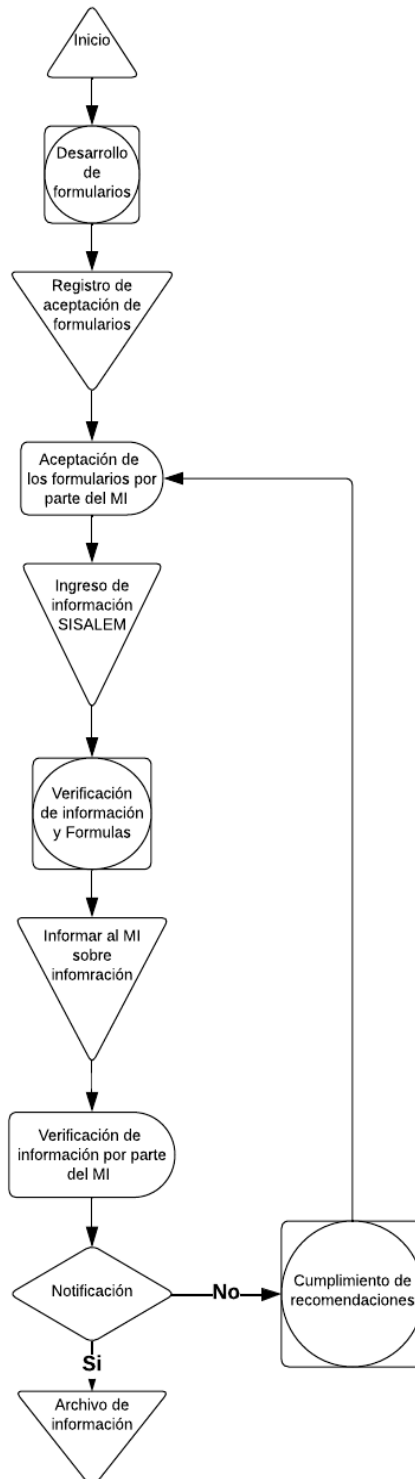 Inicio
Desarrollo
de
formularios
Registro de
aceptación de
formularios
Aceptación de
los formularios por
parte del MI
Ingreso de
información
SISALEM
Verificación
de información
y Formulas
Informar al MI
sobre
infomración
Verificación de
información por parte
del MI
Notificación
No
Cumplimiento de
recomendaciones
Si
Archivo de
información